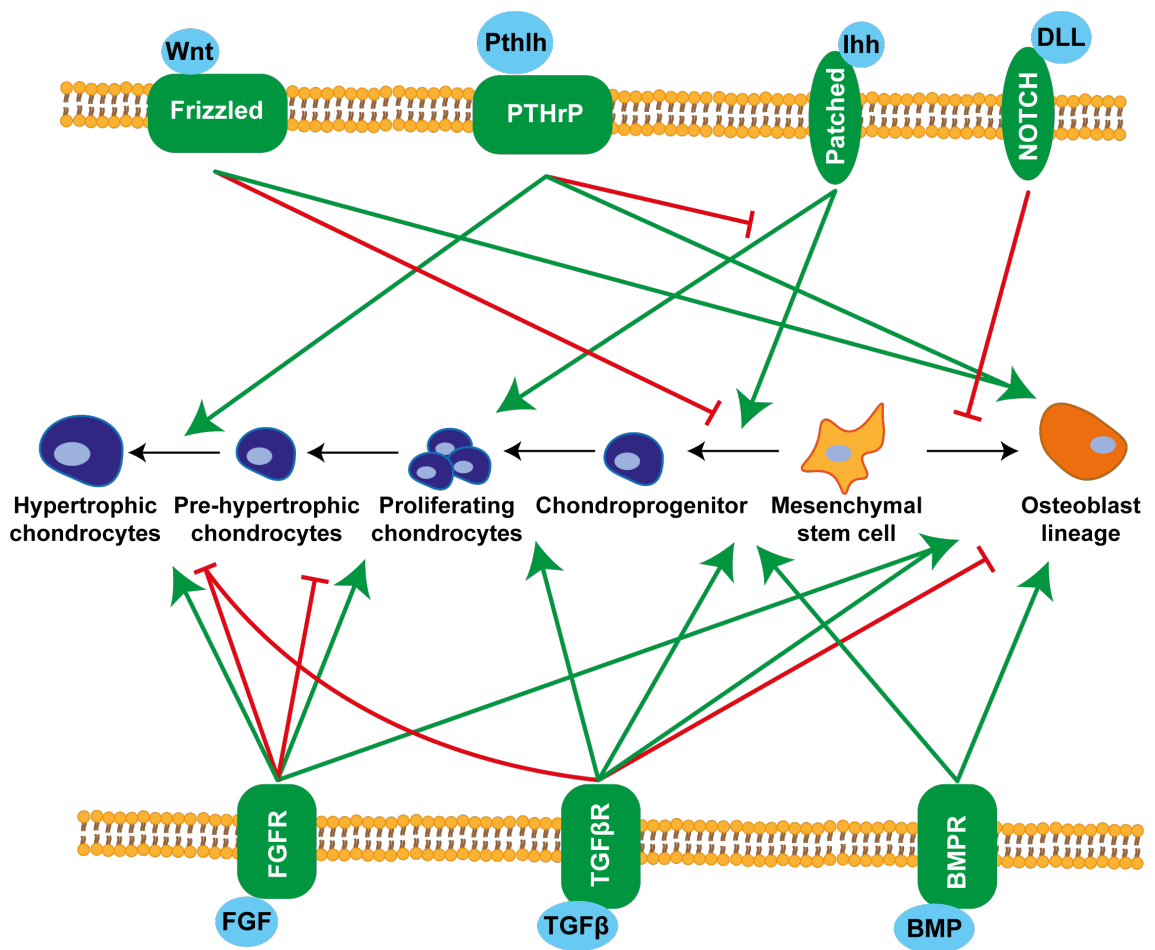 Wnt
Pthlh
Ihh
DLL
Frizzled
PTHrP
Patched
NOTCH
Hypertrophic
chondrocytes
Pre-hypertrophic
chondrocytes
Proliferating
chondrocytes
Chondroprogenitor
Mesenchymal
stem cell
Osteoblast
lineage
FGFR
TGFβR
BMPR
FGF
TGFβ
BMP